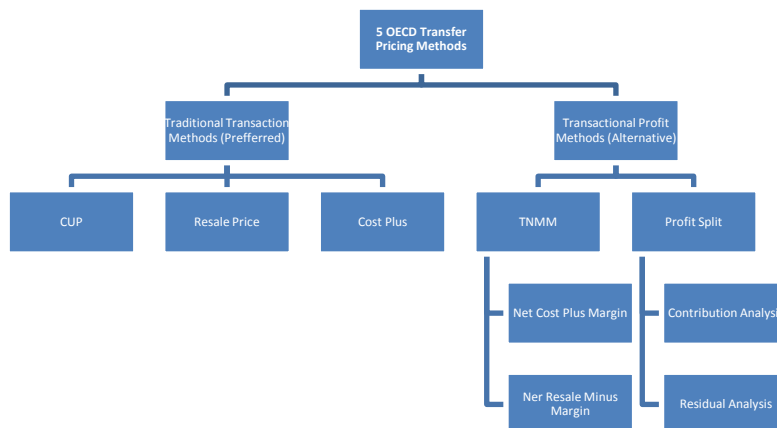 5 OECD Transfer
Pricing Methods
Traditional Transaction
Methods (Prefferred)
Transactional Profit
Methods (Alternative)
CUP
Resale Price
Cost Plus
TNMM
Profit Split
Net Cost Plus Margin
Contribution Analysis
Ner Resale Minus
Margin
Residual Analysis